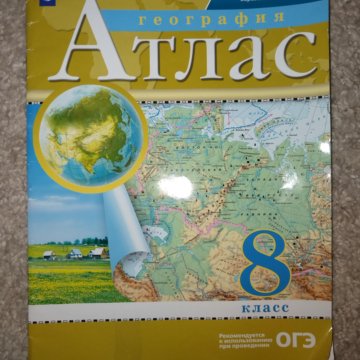 география
Атлас
8
класс
Рекомендуется
к использованию
при проведении
ОГЭ